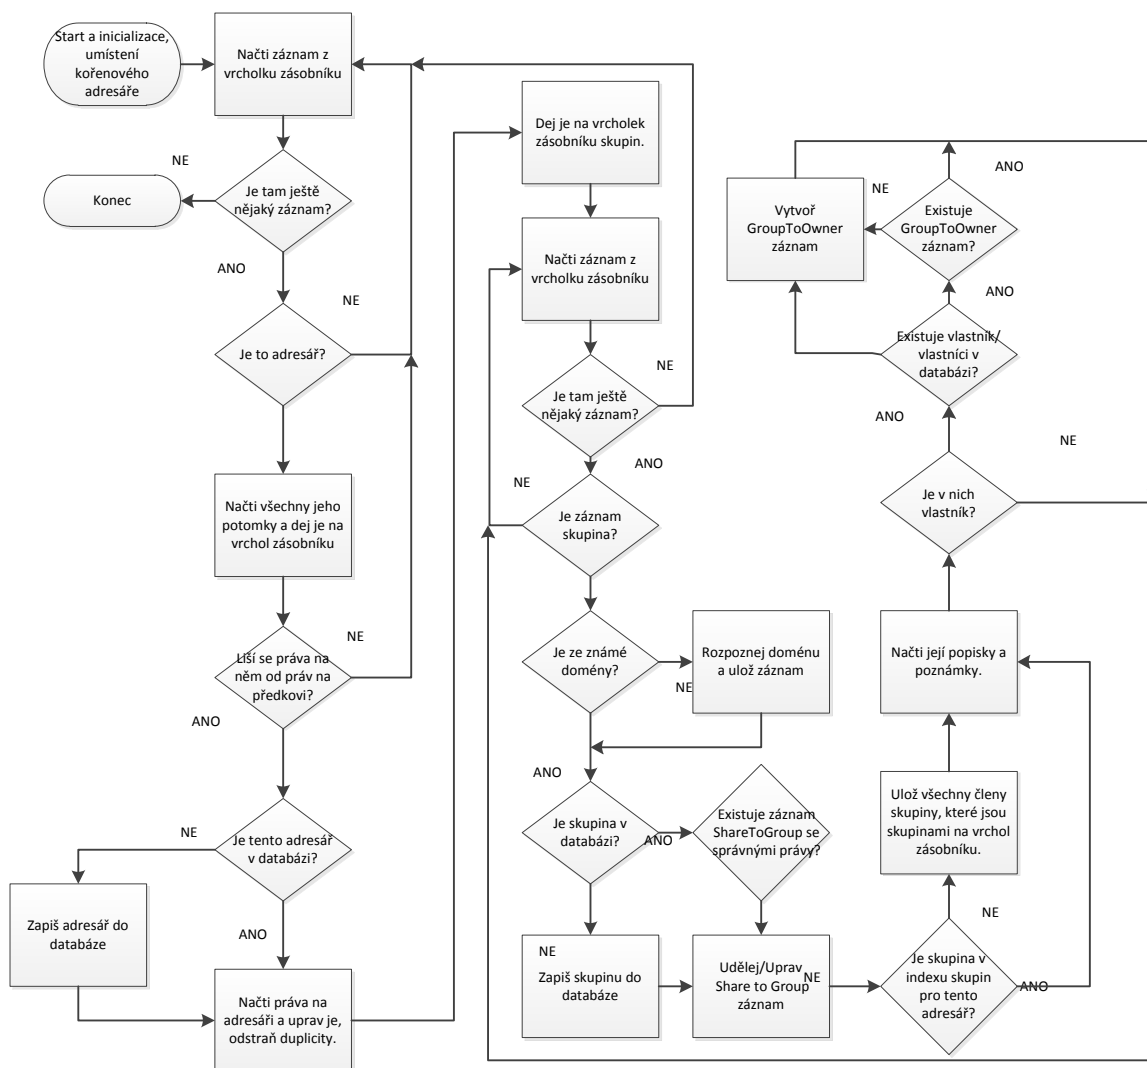 Start a inicializace,
umístení
kořenového
adresáře
Načti záznam z
vrcholku zásobníku
NE
Konec
Je tam ještě
nějaký záznam?
ANO
NE
Je to adresář?
Načti všechny jeho
potomky a dej je na
vrchol zásobníku
Liší se práva na
něm od práv na
předkovi?
NE
ANO
NE
Je tento adresář
v databázi?
Zapiš adresář do
databáze
ANO
Načti práva na
adresáři a uprav je,
odstraň duplicity.
Dej je na vrcholek
zásobníku skupin.
Načti záznam z
vrcholku zásobníku
Je tam ještě
nějaký záznam?
NE
ANO
NE
Je záznam
skupina?
Je ze známé
domény?
NE
Rozpoznej doménu
a ulož záznam
ANO
Je skupina v
databázi?
ANO
Existuje záznam
ShareToGroup se
správnými právy?
NE
Zapiš skupinu do
databáze
Udělej/Uprav
Share to Group
záznam
NE
Je skupina v
indexu skupin
pro tento
adresář?
ANO
NE
Ulož všechny členy
skupiny, které jsou
skupinami na vrchol
zásobníku.
Načti její popisky a
poznámky.
Je v nich
vlastník?
NE
ANO
Existuje vlastník/
vlastníci v
databázi?
ANO
Existuje
GroupToOwner
záznam?
NE
ANO
Vytvoř
GroupToOwner
záznam